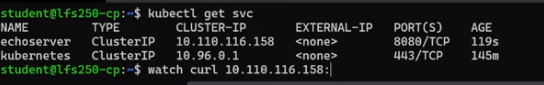 student@lfs250-cp:~$ kubectl get svc
NAME TYPE CLUSTER-IP EXTERNAL-IP PORT(S) AGE
echoserver ClusterIP 10.110.116.158 <none> 8080/TCP 119s
kubernetes ClusterIP 10.96.0.1 <none> 443/TCP 145m
student@lfs250-cp:~$ watch curl 10.110.116.158: